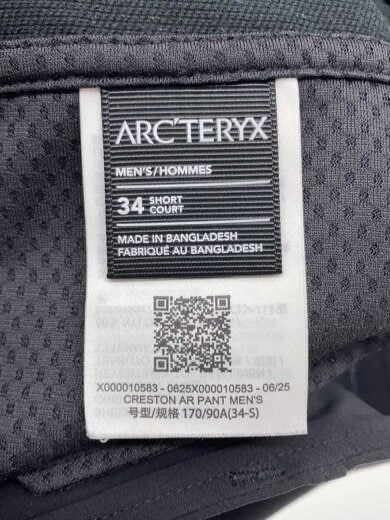 ARC'TERYX
MEN'S/HOMMES
34 SHORT COURT
MADE IN BANGLADESH
FABRIQUÉ AU BANGLADESH
X000010583 - 0625X000010583 - 06/25
CRESTON AR PANT MEN'S
号型/规格 170/90A(34-S)